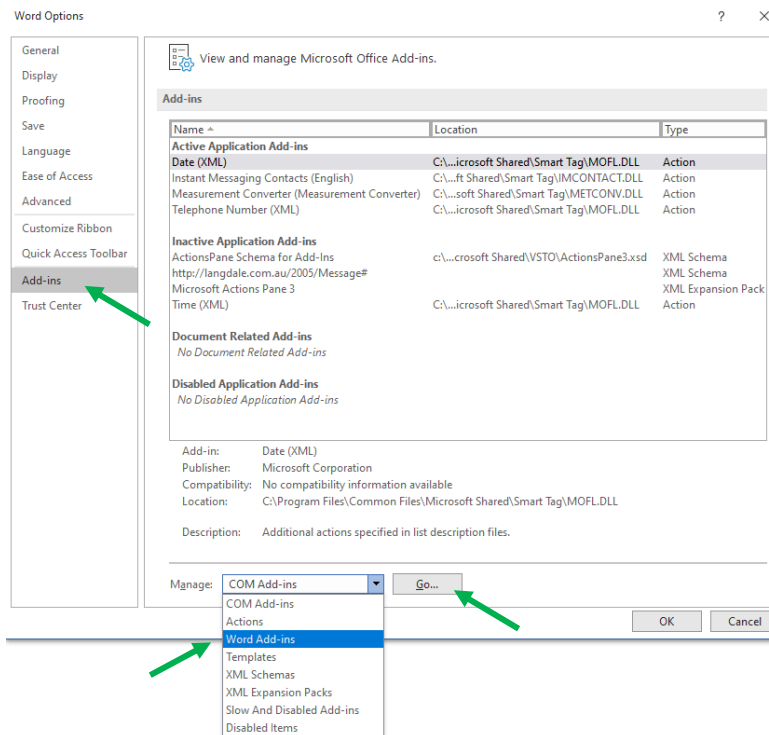 Word Options ?
General
Display
Proofing
Save
Language
Ease of Access
Advanced
Customize Ribbon
Quick Access Toolbar
Add-ins
Trust Center
View and manage Microsoft Office Add-ins.
Add-ins
Name Location Type
Active Application Add-ins
Date (XML) C:\...icrosoft Shared\Smart Tag\MOFL.DLL Action
Instant Messaging Contacts (English) C:\...ft Shared\Smart Tag\IMCONTACT.DLL Action
Measurement Converter (Measurement Converter) C:\...soft Shared\Smart Tag\METCONV.DLL Action
Telephone Number (XML) C:\...icrosoft Shared\Smart Tag\MOFL.DLL Action
Inactive Application Add-ins
ActionsPane Schema for Add-Ins c:\...crosoft Shared\VSTO\ActionsPane3.xsd XML Schema
http://langdale.com.au/2005/Message# XML Schema
Microsoft Actions Pane 3 XML Expansion Pack
Time (XML) C:\...icrosoft Shared\Smart Tag\MOFL.DLL Action
Document Related Add-ins
No Document Related Add-ins
Disabled Application Add-ins
No Disabled Application Add-ins
Add-in: Date (XML)
Publisher: Microsoft Corporation
Compatibility: No compatibility information available
Location: C:\Program Files\Common Files\Microsoft Shared\Smart Tag\MOFL.DLL
Description: Additional actions specified in list description files.
Manage: COM Add-ins Go...
COM Add-ins
Actions
Word Add-ins
Templates
XML Schemas
XML Expansion Packs
Slow And Disabled Add-ins
Disabled Items
OK Cancel